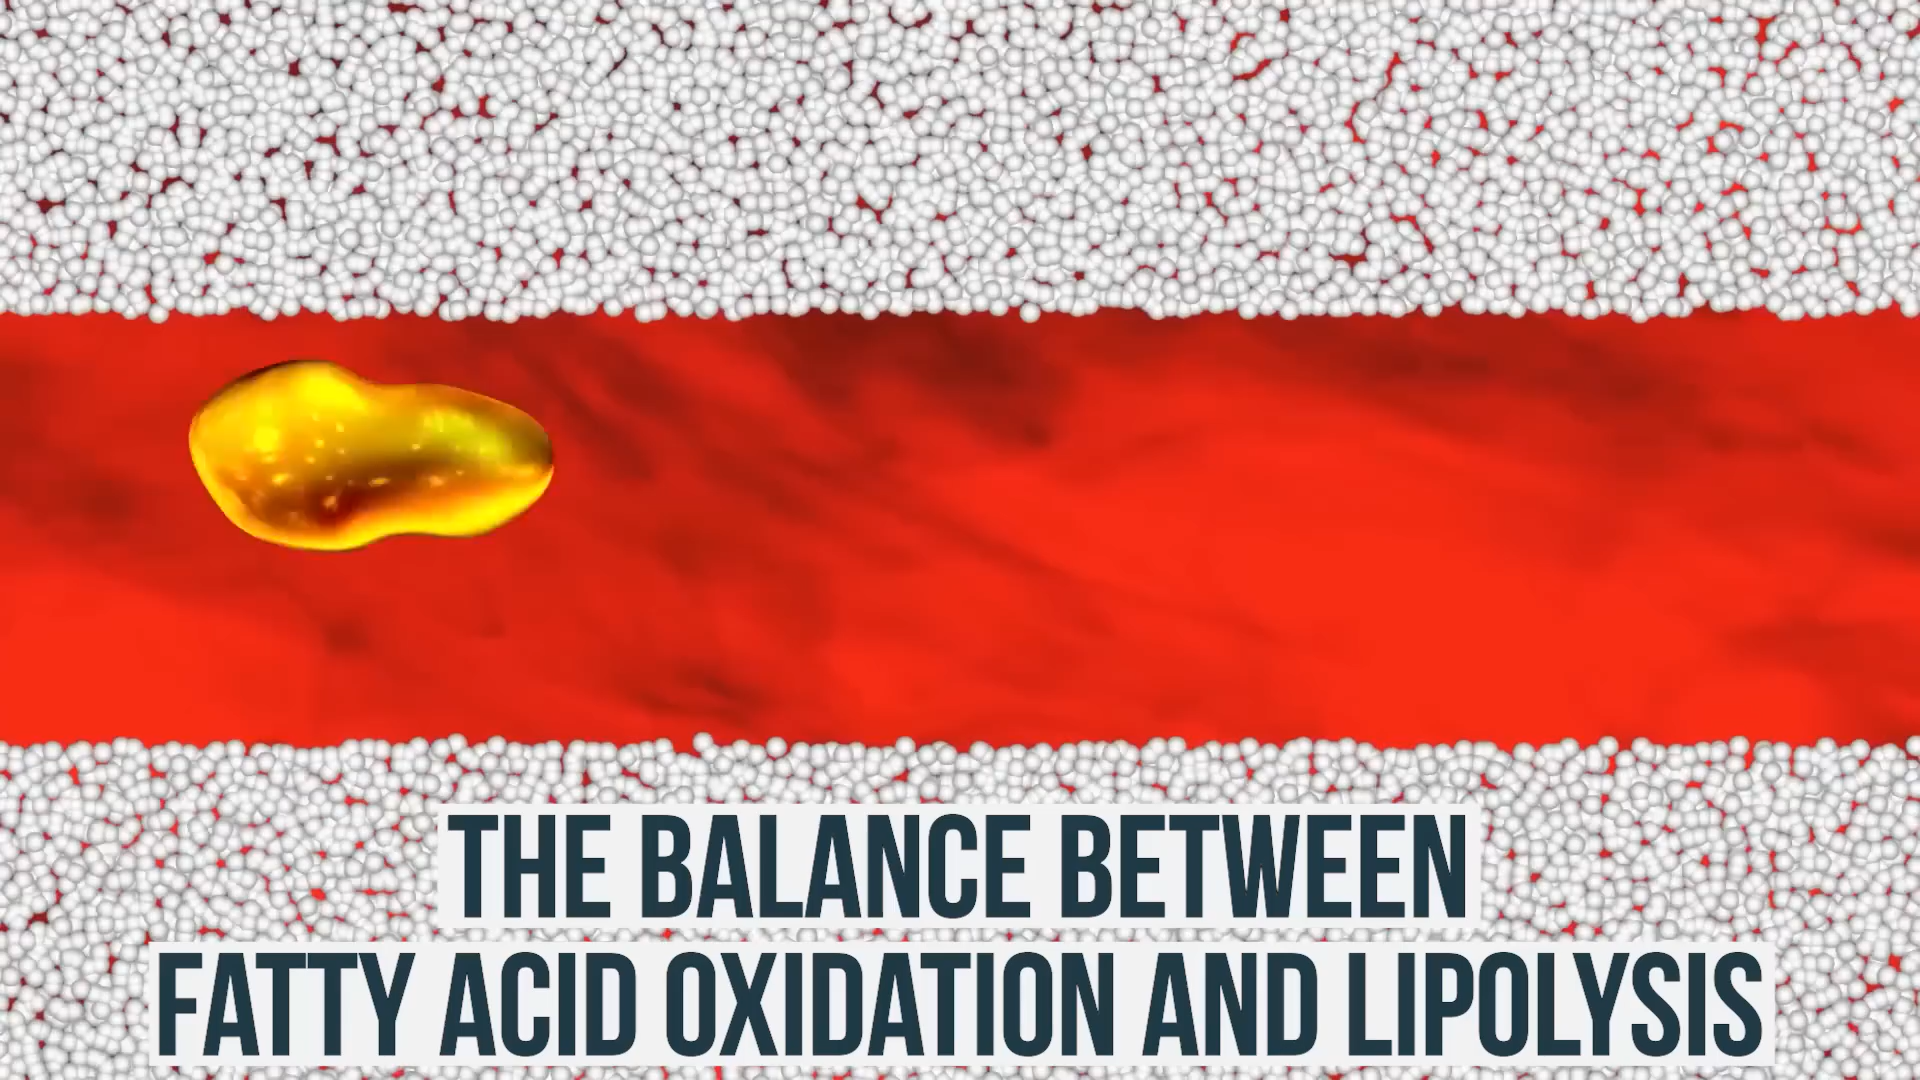 THE BALANCE BETWEEN
FATTY ACID OXIDATION AND LIPOLYSIS